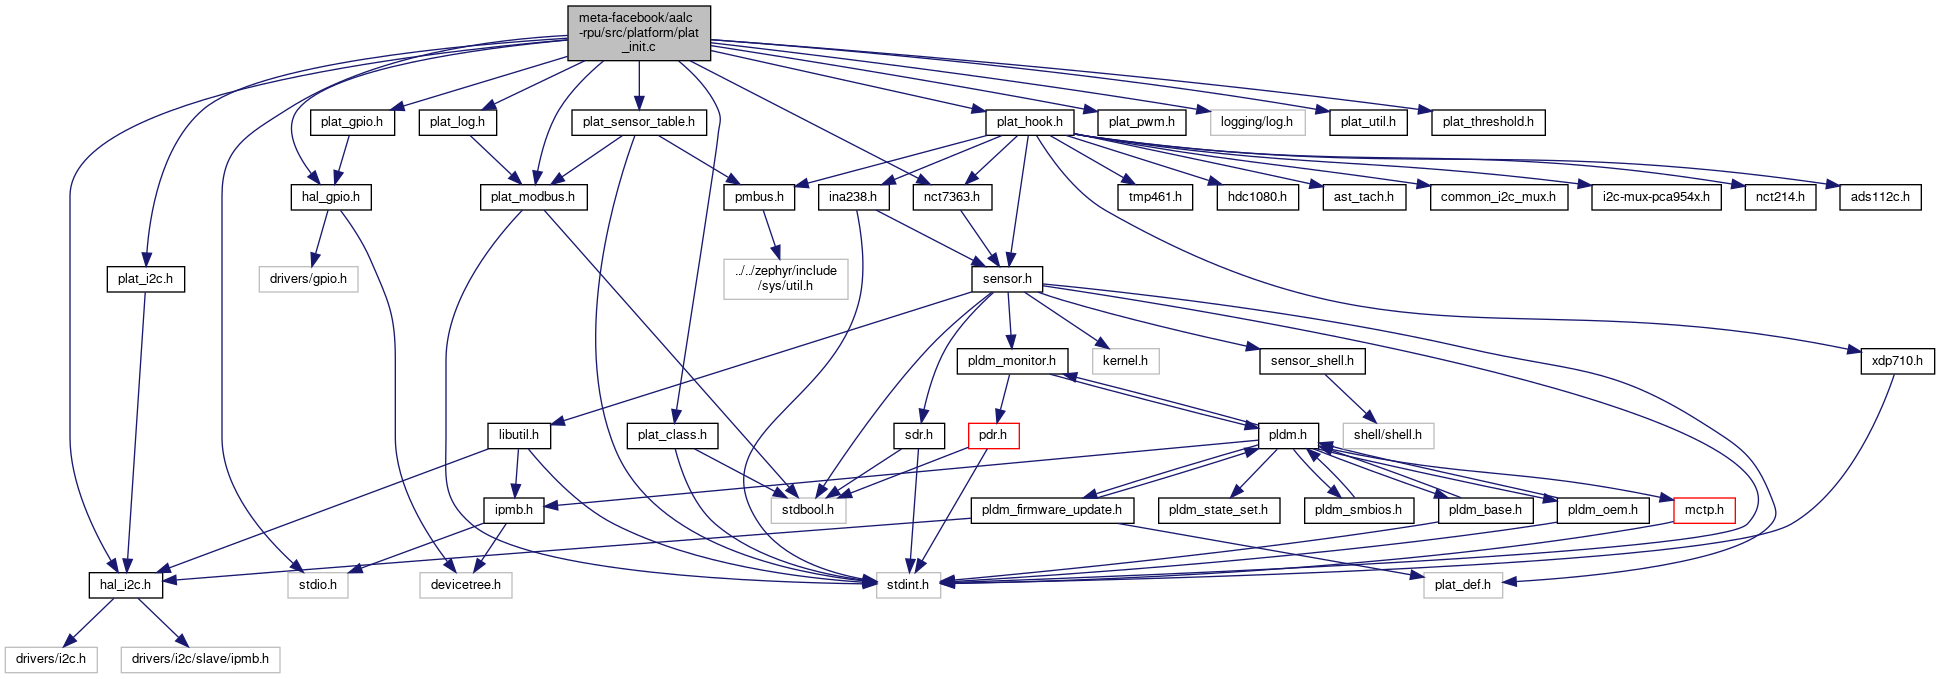 meta-facebook/aalc
-rpu/src/platform/plat
_init.c
plat_gpio.h
plat_log.h
plat_sensor_table.h
plat_hook.h
plat_pwm.h
logging/log.h
plat_util.h
plat_threshold.h
hal_gpio.h
plat_modbus.h
pmbus.h
ina238.h
nct7363.h
tmp461.h
hdc1080.h
ast_tach.h
common_i2c_mux.h
i2c-mux-pca954x.h
nct214.h
ads112c.h
plat_i2c.h
drivers/gpio.h
../../zephyr/include
/sys/util.h
sensor.h
pldm_monitor.h
kernel.h
sensor_shell.h
xdp710.h
libutil.h
plat_class.h
sdr.h
pdr.h
pldm.h
shell/shell.h
ipmb.h
stdbool.h
pldm_firmware_update.h
pldm_state_set.h
pldm_smbios.h
pldm_base.h
pldm_oem.h
mctp.h
hal_i2c.h
stdio.h
devicetree.h
stdint.h
plat_def.h
drivers/i2c.h
drivers/i2c/slave/ipmb.h